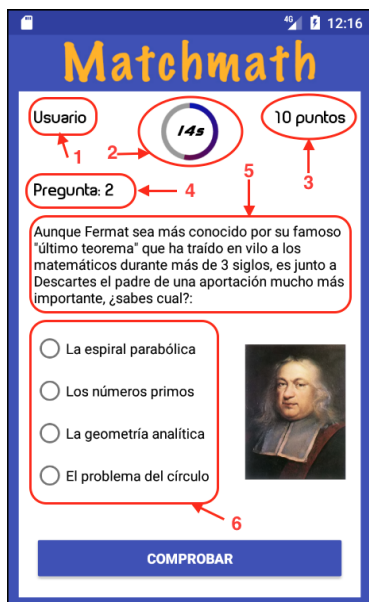 4G 12:16
Matchmath
Usuario
14s
10 puntos
1
2
3
Pregunta: 2
4
5
Aunque Fermat sea más conocido por su famoso
"último teorema" que ha traído en vilo a los
matemáticos durante más de 3 siglos, es junto a
Descartes el padre de una aportación mucho más
importante, ¿sabes cual?:
La espiral parabólica
Los números primos
La geometría analítica
El problema del círculo
6
COMPROBAR